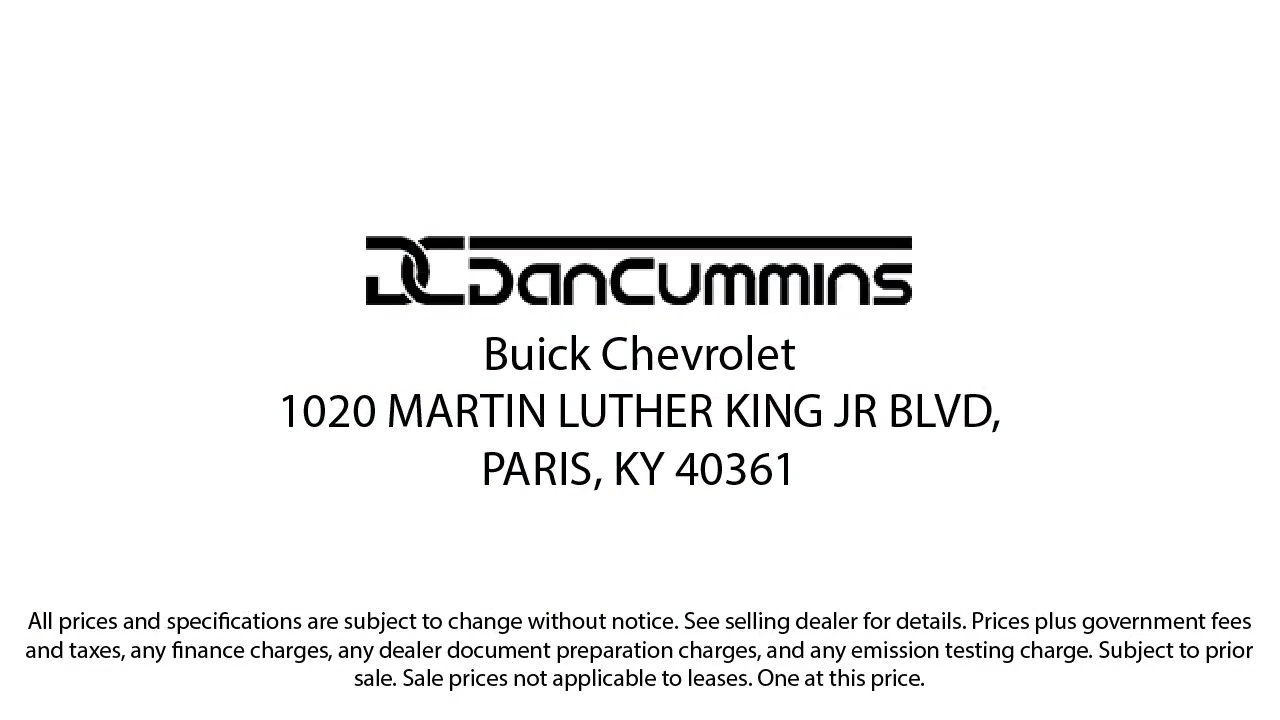 DC DanCummins
Buick Chevrolet
1020 MARTIN LUTHER KING JR BLVD,
PARIS, KY 40361
All prices and specifications are subject to change without notice. See selling dealer for details. Prices plus government fees
and taxes, any finance charges, any dealer document preparation charges, and any emission testing charge. Subject to prior
sale. Sale prices not applicable to leases. One at this price.